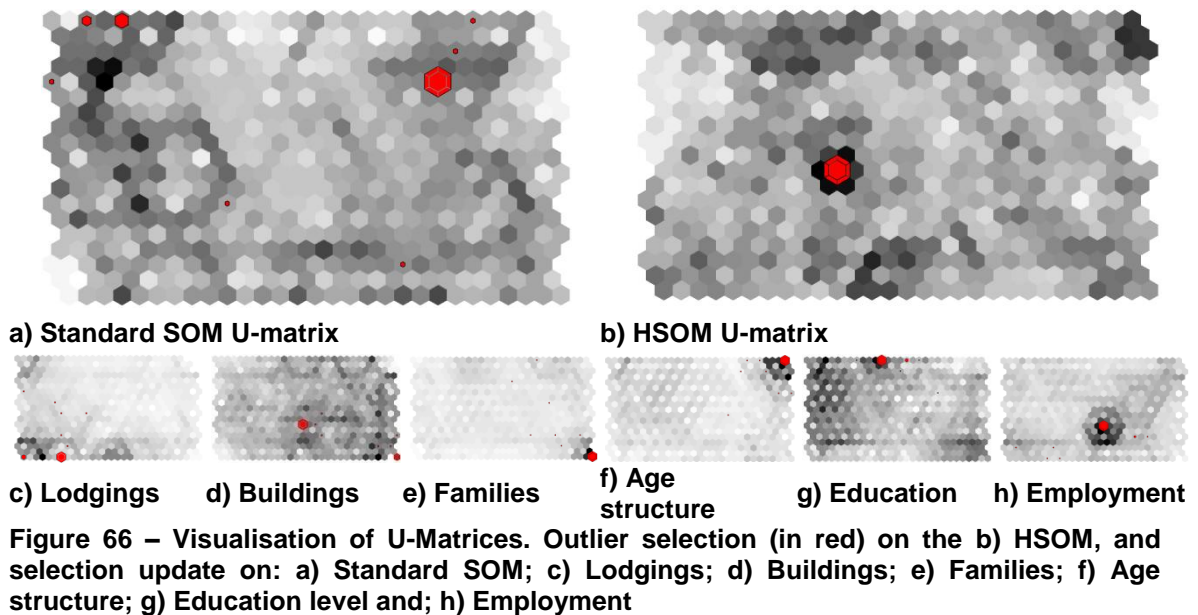 a) Standard SOM U-matrix
b) HSOM U-matrix
c) Lodgings
d) Buildings
e) Families
f) Age
structure
g) Education
h) Employment
Figure 66 – Visualisation of U-Matrices. Outlier selection (in red) on the b) HSOM, and
selection update on: a) Standard SOM; c) Lodgings; d) Buildings; e) Families; f) Age
structure; g) Education level and; h) Employment